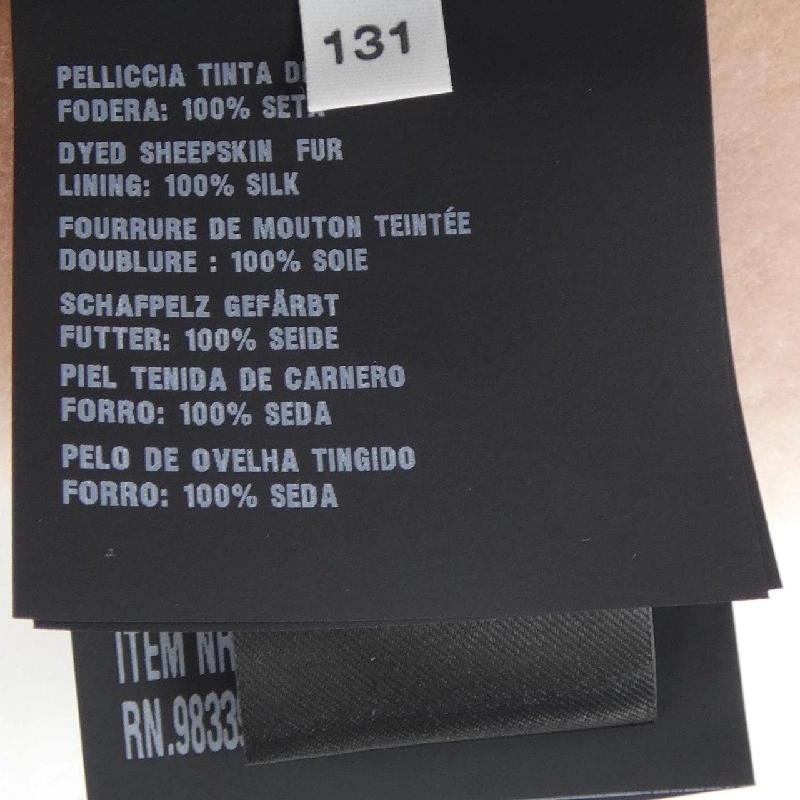 131
PELLICCIA TINTA
FODERA: 100% SETA
DYED SHEEPSKIN FUR
LINING: 100% SILK
FOURRURE DE MOUTON TEINTÉE
DOUBLURE : 100% SOIE
SCHAFPELZ GEFÄRBT
FUTTER: 100% SEIDE
PIEL TENIDA DE CARNERO
FORRO: 100% SEDA
PELO DE OVELHA TINGIDO
FORRO: 100% SEDA
ITEM NR
RN.9833